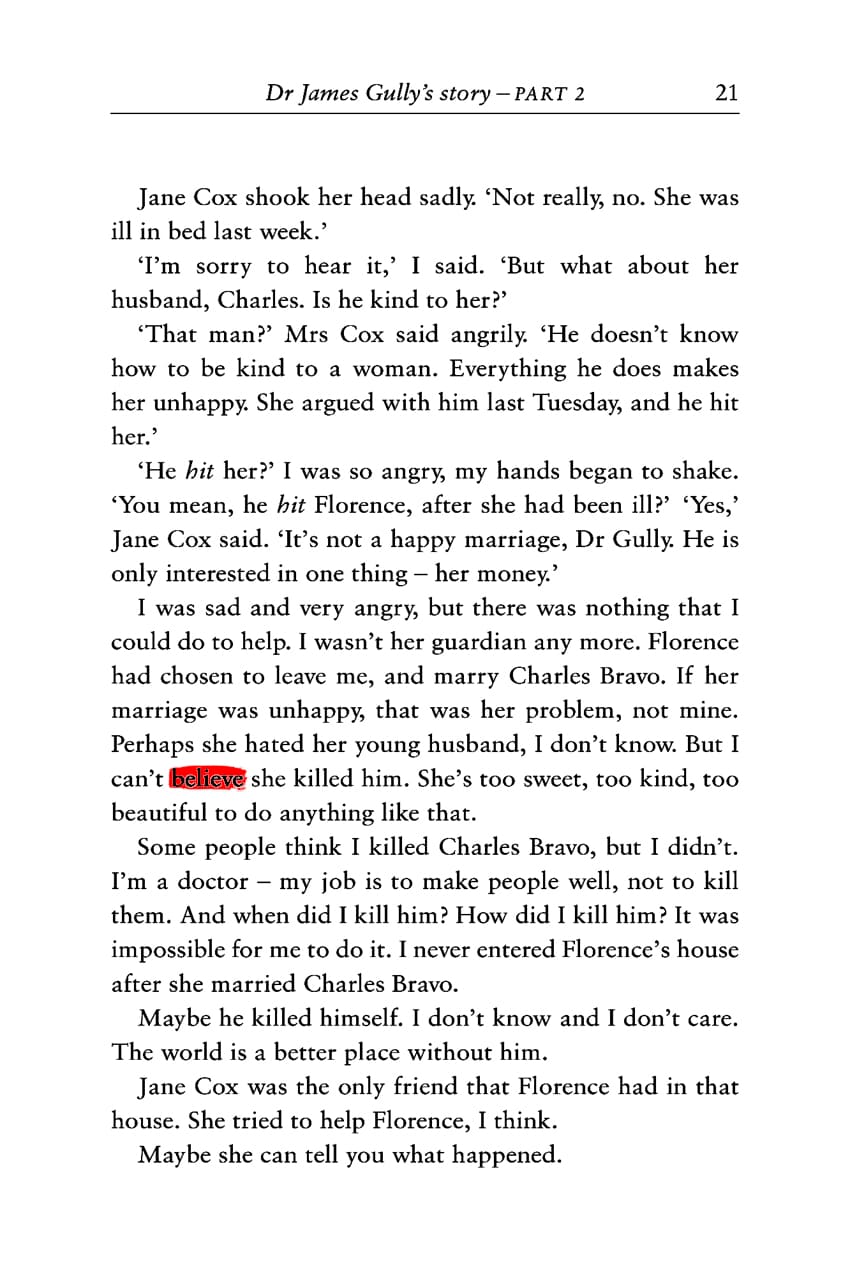 Dr James Gully’s story – PART 2 21
Jane Cox shook her head sadly. ‘Not really, no. She was
ill in bed last week.’
‘I’m sorry to hear it,’ I said. ‘But what about her
husband, Charles. Is he kind to her?’
‘That man?’ Mrs Cox said angrily. ‘He doesn’t know
how to be kind to a woman. Everything he does makes
her unhappy. She argued with him last Tuesday, and he hit
her.’
‘He hit her?’ I was so angry, my hands began to shake.
‘You mean, he hit Florence, after she had been ill?’ ‘Yes,’
Jane Cox said. ‘It’s not a happy marriage, Dr Gully. He is
only interested in one thing – her money.’
I was sad and very angry, but there was nothing that I
could do to help. I wasn’t her guardian any more. Florence
had chosen to leave me, and marry Charles Bravo. If her
marriage was unhappy, that was her problem, not mine.
Perhaps she hated her young husband, I don’t know. But I
can’t believe she killed him. She’s too sweet, too kind, too
beautiful to do anything like that.
Some people think I killed Charles Bravo, but I didn’t.
I’m a doctor – my job is to make people well, not to kill
them. And when did I kill him? How did I kill him? It was
impossible for me to do it. I never entered Florence’s house
after she married Charles Bravo.
Maybe he killed himself. I don’t know and I don’t care.
The world is a better place without him.
Jane Cox was the only friend that Florence had in that
house. She tried to help Florence, I think.
Maybe she can tell you what happened.